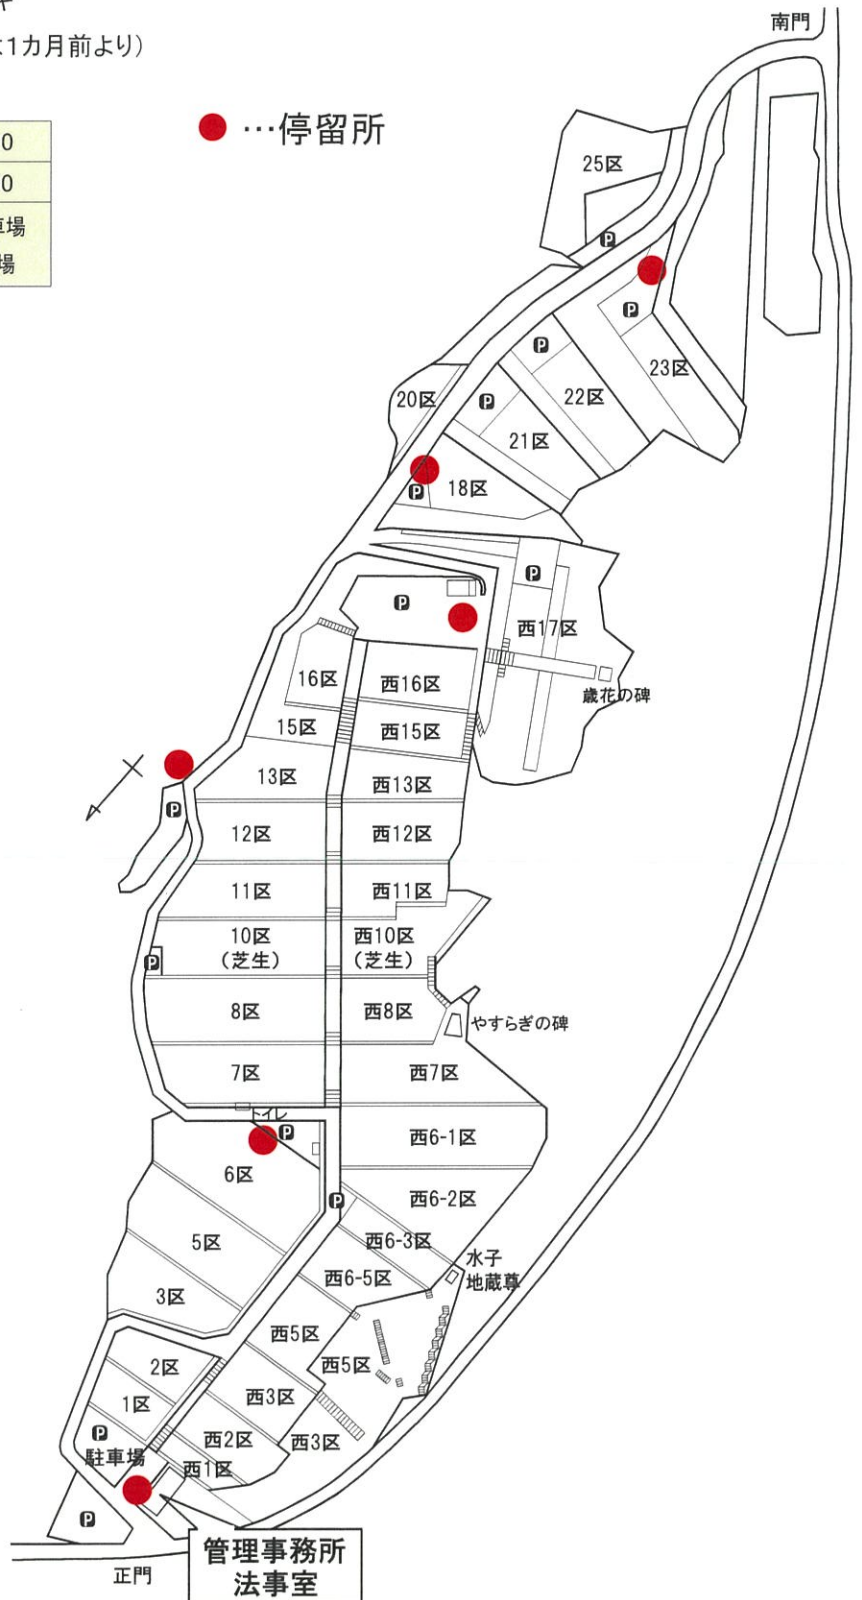 は1カ月前より）
0
0
車場
場
…停留所
南門
25区
P
P
23区
P
22区
20区
P
21区
18区
P
P
西17区
P
歳花の碑
16区
西16区
15区
西15区
13区
西13区
P
12区
西12区
11区
西11区
10区
（芝生）
西10区
（芝生）
P
8区
西8区
やすらぎの碑
7区
西7区
トイレ
P
西6-1区
6区
西6-2区
P
5区
西6-3区
水子
地蔵尊
西6-5区
3区
西5区
西5区
2区
1区
西3区
西3区
P
駐車場
西2区
西1区
P
管理事務所
法事室
正門